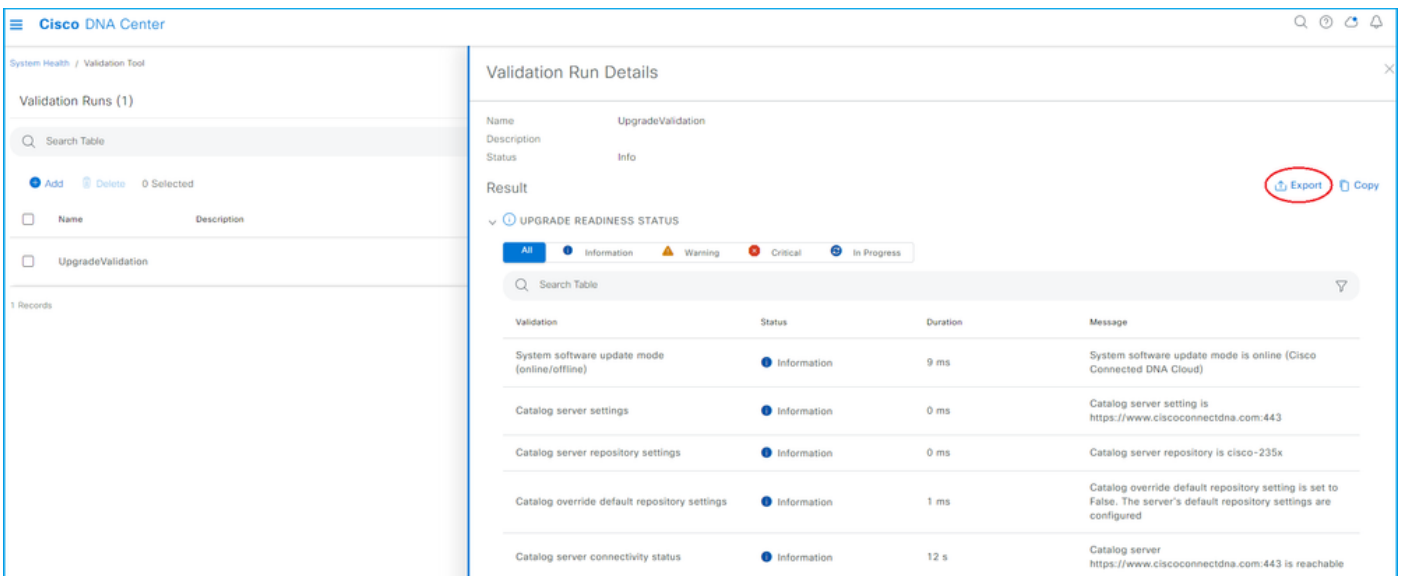 Cisco DNA Center
System Health / Validation Tool
Validation Runs (1)
Search Table
Add Delete 0 Selected
Name Description
UpgradeValidation
1 Records
Validation Run Details
Name UpgradeValidation
Description
Status Info
Result
Export Copy
UPGRADE READINESS STATUS
All Information Warning Critical In Progress
Search Table
Validation Status Duration Message
System software update mode
(online/offline)
Information
9 ms
System software update mode is online (Cisco
Connected DNA Cloud)
Catalog server settings
Information
0 ms
Catalog server setting is
https://www.ciscoconnectdna.com:443
Catalog server repository settings
Information
0 ms
Catalog server repository is cisco-235x
Catalog override default repository settings
Information
1 ms
Catalog override default repository setting is set to
False. The server's default repository settings are
configured
Catalog server connectivity status
Information
12 s
Catalog server
https://www.ciscoconnectdna.com:443 is reachable